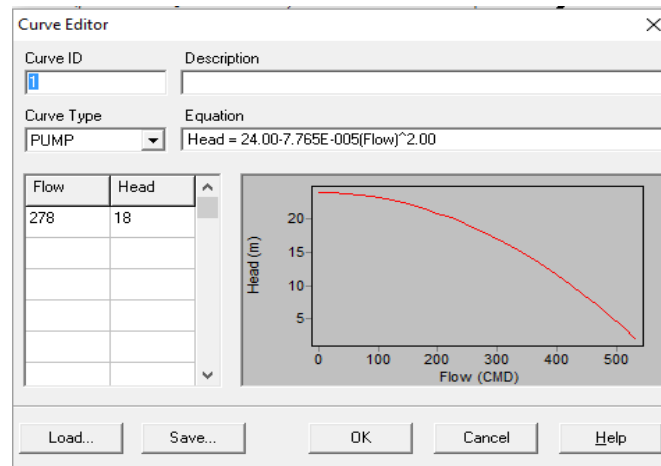 Curve Editor
Curve ID Description
1
Curve Type Equation
PUMP Head = 24.00-7.765E-005(Flow)^2.00
Flow Head
278 18
Head (m)
20
15
10
5
0 100 200 300 400 500
Flow (CMD)
Load... Save... OK Cancel Help